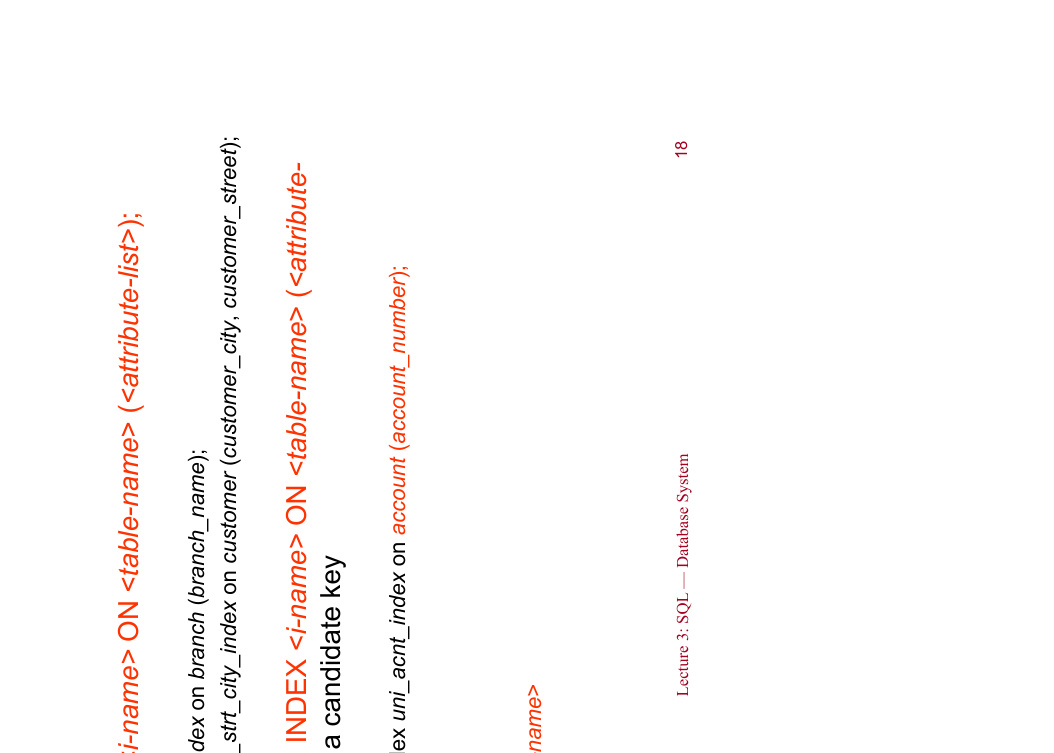 i-name> ON <table-name> (<attribute-list>);
dex on branch (branch_name);
_strt_city_index on customer (customer_city, customer_street);
INDEX <i-name> ON <table-name> (<attribute-
a candidate key
ex uni_acnt_index on account (account_number);
name>
Lecture 3: SQL — Database System
18